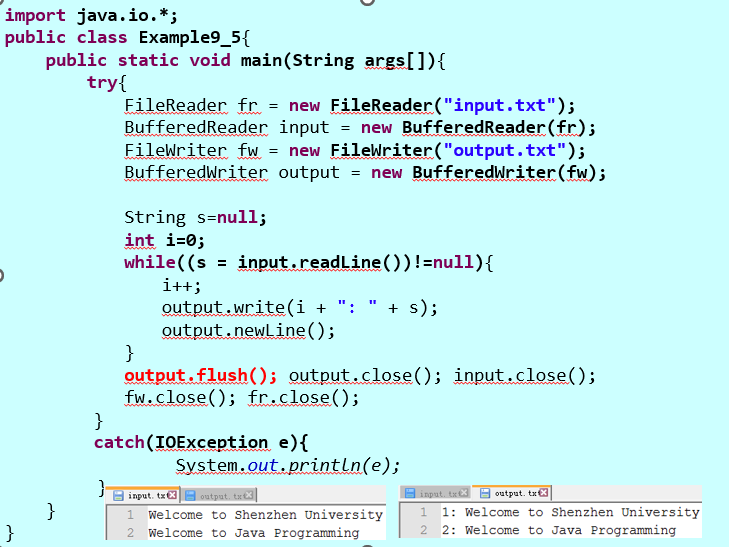 import java.io.*;
public class Example9_5{
public static void main(String args[]){
try{
FileReader fr = new FileReader("input.txt");
BufferedReader input = new BufferedReader(fr);
FileWriter fw = new FileWriter("output.txt");
BufferedWriter output = new BufferedWriter(fw);
String s=null;
int i=0;
while((s = input.readLine())!=null){
i++;
output.write(i + ": " + s);
output.newLine();
}
output.flush(); output.close(); input.close();
fw.close(); fr.close();
}
catch(IOException e){
System.out.println(e);
}
input.tx output.tx
1 Welcome to Shenzhen University
2 Welcome to Java Programming
input.tx output.tx
1 1: Welcome to Shenzhen University
2 2: Welcome to Java Programming
}
}